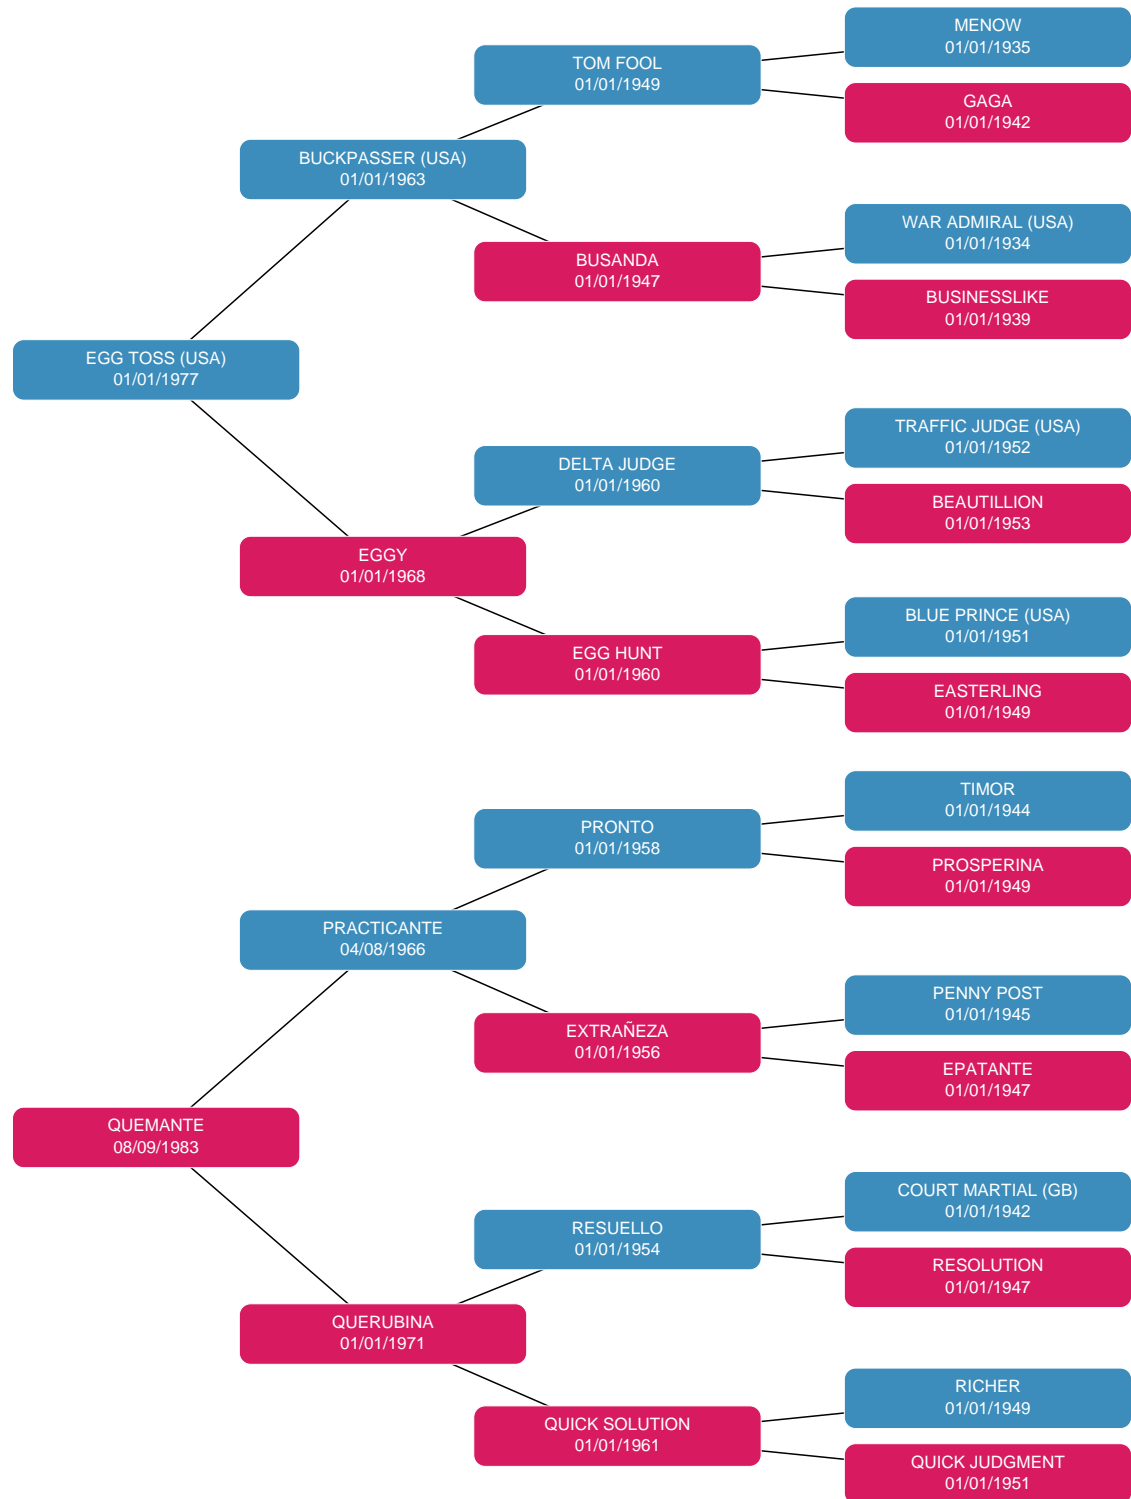 MENOW
01/01/1935
TOM FOOL
01/01/1949
GAGA
01/01/1942
BUCKPASSER (USA)
01/01/1963
WAR ADMIRAL (USA)
01/01/1934
BUSANDA
01/01/1947
BUSINESSLIKE
01/01/1939
EGG TOSS (USA)
01/01/1977
TRAFFIC JUDGE (USA)
01/01/1952
DELTA JUDGE
01/01/1960
BEAUTILLION
01/01/1953
EGGY
01/01/1968
BLUE PRINCE (USA)
01/01/1951
EGG HUNT
01/01/1960
EASTERLING
01/01/1949
TIMOR
01/01/1944
PRONTO
01/01/1958
PROSPERINA
01/01/1949
PRACTICANTE
04/08/1966
PENNY POST
01/01/1945
EXTRAÑEZA
01/01/1956
EPATANTE
01/01/1947
QUEMANTE
08/09/1983
COURT MARTIAL (GB)
01/01/1942
RESUELLO
01/01/1954
RESOLUTION
01/01/1947
QUERUBINA
01/01/1971
RICHER
01/01/1949
QUICK SOLUTION
01/01/1961
QUICK JUDGMENT
01/01/1951